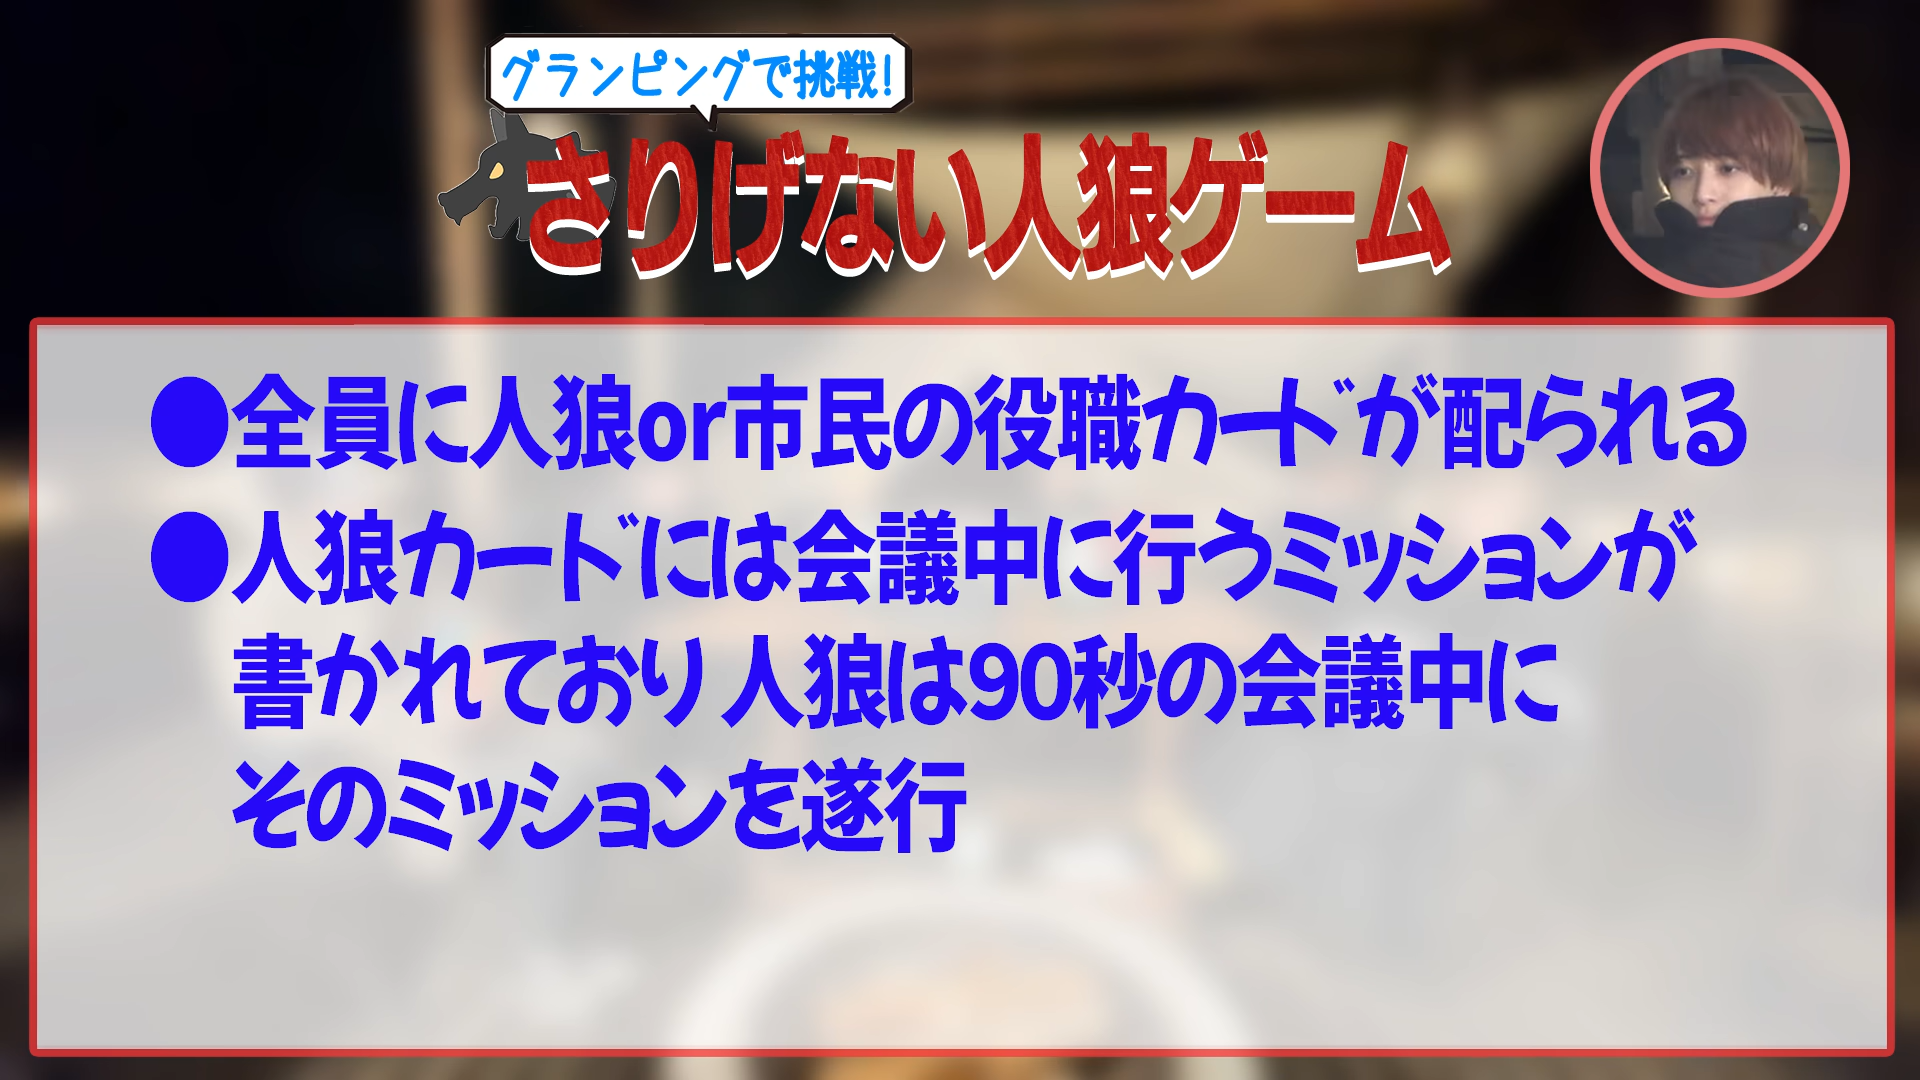 グランピングで挑戦!
さりげない人狼ゲーム
●全員に人狼or市民の役職カードが配られる
●人狼カードには会議中に行うミッションが
書かれており人狼は90秒の会議中に
そのミッションを遂行